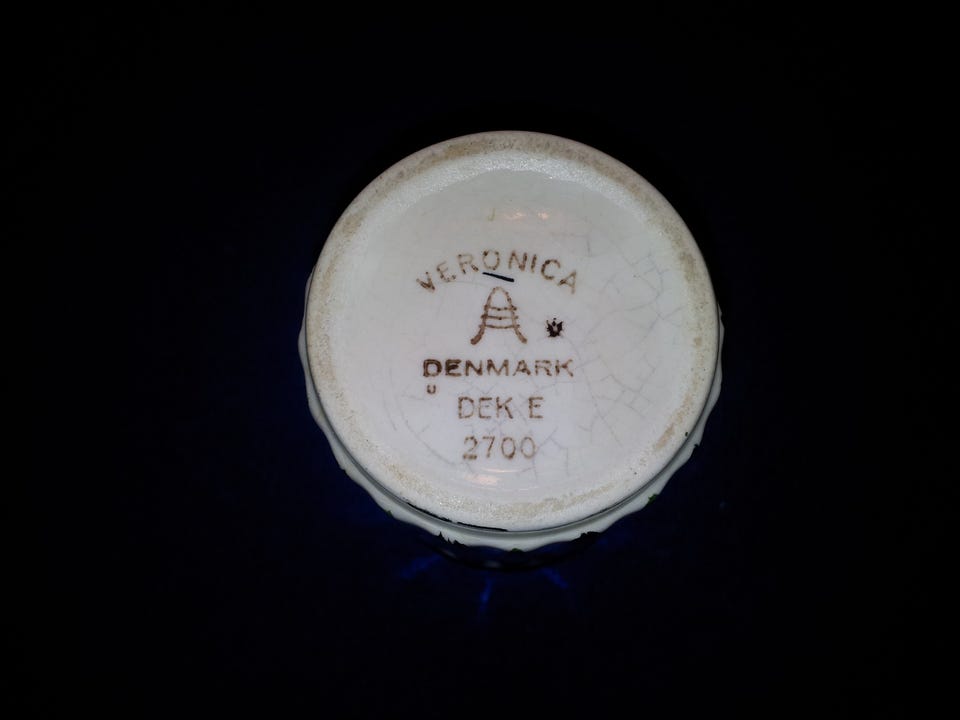 VERONICA
DENMARK
U
DEK E
2700